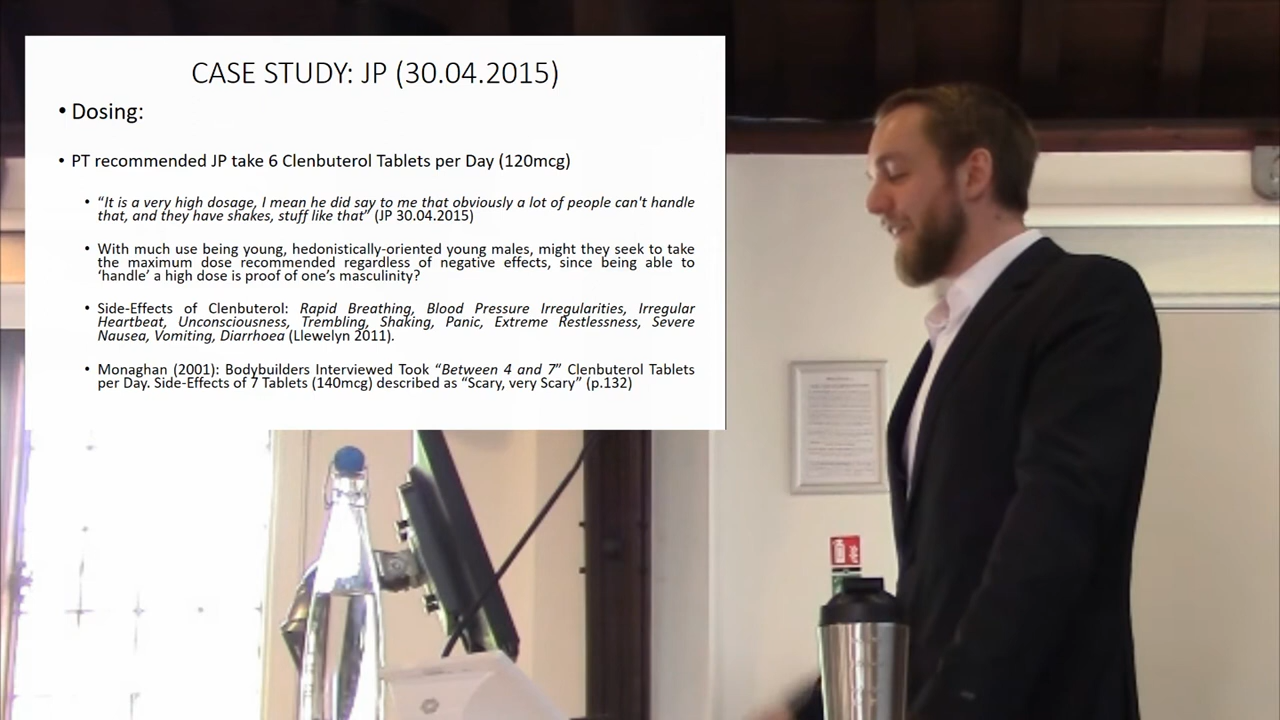 CASE STUDY: JP (30.04.2015)
• Dosing:
• PT recommended JP take 6 Clenbuterol Tablets per Day (120mcg)
• “It is a very high dosage, I mean he did say to me that obviously a lot of people can't handle
that, and they have shakes, stuff like that” (JP 30.04.2015)
• With much use being young, hedonistically-oriented young males, might they seek to take
the maximum dose recommended regardless of negative effects, since being able to
‘handle’ a high dose is proof of one’s masculinity?
• Side-Effects of Clenbuterol: Rapid Breathing, Blood Pressure Irregularities, Irregular
Heartbeat, Unconsciousness, Trembling, Shaking, Panic, Extreme Restlessness, Severe
Nausea, Vomiting, Diarrhoea (Llewelyn 2011).
• Monaghan (2001): Bodybuilders Interviewed Took “Between 4 and 7” Clenbuterol Tablets
per Day. Side-Effects of 7 Tablets (140mcg) described as “Scary, very Scary” (p.132)